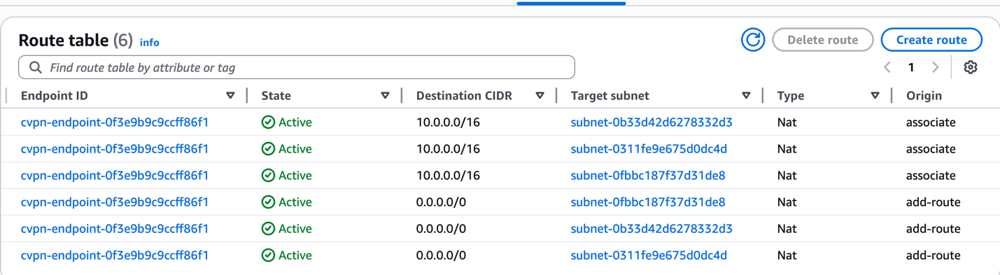 Route table (6) info
Delete route
Create route
Find route table by attribute or tag
1
Endpoint ID State Destination CIDR Target subnet Type Origin
cvpn-endpoint-0f3e9b9c9ccff86f1 Active 10.0.0.0/16 subnet-0b33d42d6278332d3 Nat associate
cvpn-endpoint-0f3e9b9c9ccff86f1 Active 10.0.0.0/16 subnet-0311fe9e675d0dc4d Nat associate
cvpn-endpoint-0f3e9b9c9ccff86f1 Active 10.0.0.0/16 subnet-0fbbc187f37d31de8 Nat associate
cvpn-endpoint-0f3e9b9c9ccff86f1 Active 0.0.0.0/0 subnet-0fbbc187f37d31de8 Nat add-route
cvpn-endpoint-0f3e9b9c9ccff86f1 Active 0.0.0.0/0 subnet-0b33d42d6278332d3 Nat add-route
cvpn-endpoint-0f3e9b9c9ccff86f1 Active 0.0.0.0/0 subnet-0311fe9e675d0dc4d Nat add-route